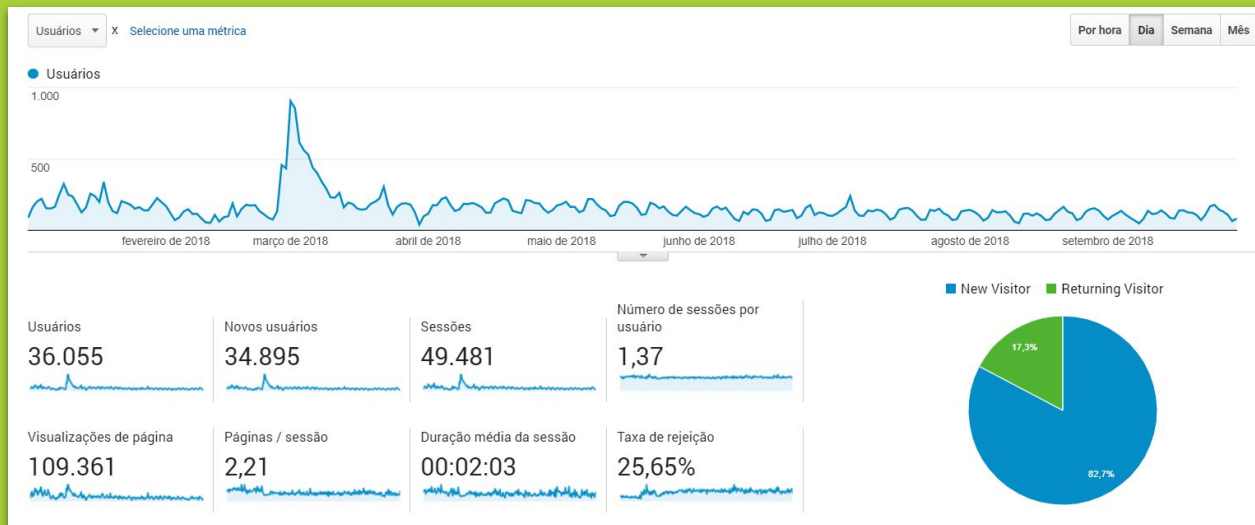 Usuários
X
Selecione uma métrica
Por hora
Dia
Semana
Mês
Usuários
1.000
500
fevereiro de 2018
março de 2018
abril de 2018
maio de 2018
junho de 2018
julho de 2018
agosto de 2018
setembro de 2018
Usuários
36.055
Novos usuários
34.895
Sessões
49.481
Número de sessões por
usuário
1,37
New Visitor
Returning Visitor
17,3%
82,7%
Visualizações de página
109.361
Páginas / sessão
2,21
Duração média da sessão
00:02:03
Taxa de rejeição
25,65%